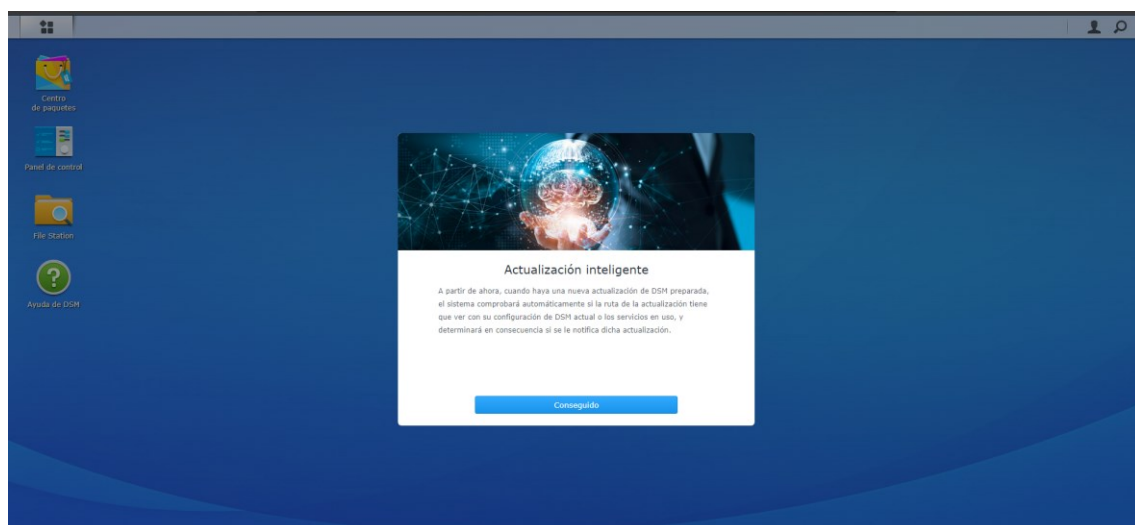 Centro
de paquetes
Panel de control
File Station
Ayuda de DSM
Actualización inteligente
A partir de ahora, cuando haya una nueva actualización de DSM preparada,
el sistema comprobará automáticamente si la ruta de la actualización tiene
que ver con su configuración de DSM actual o los servicios en uso, y
determinará en consecuencia si se le notifica dicha actualización.
Conseguido